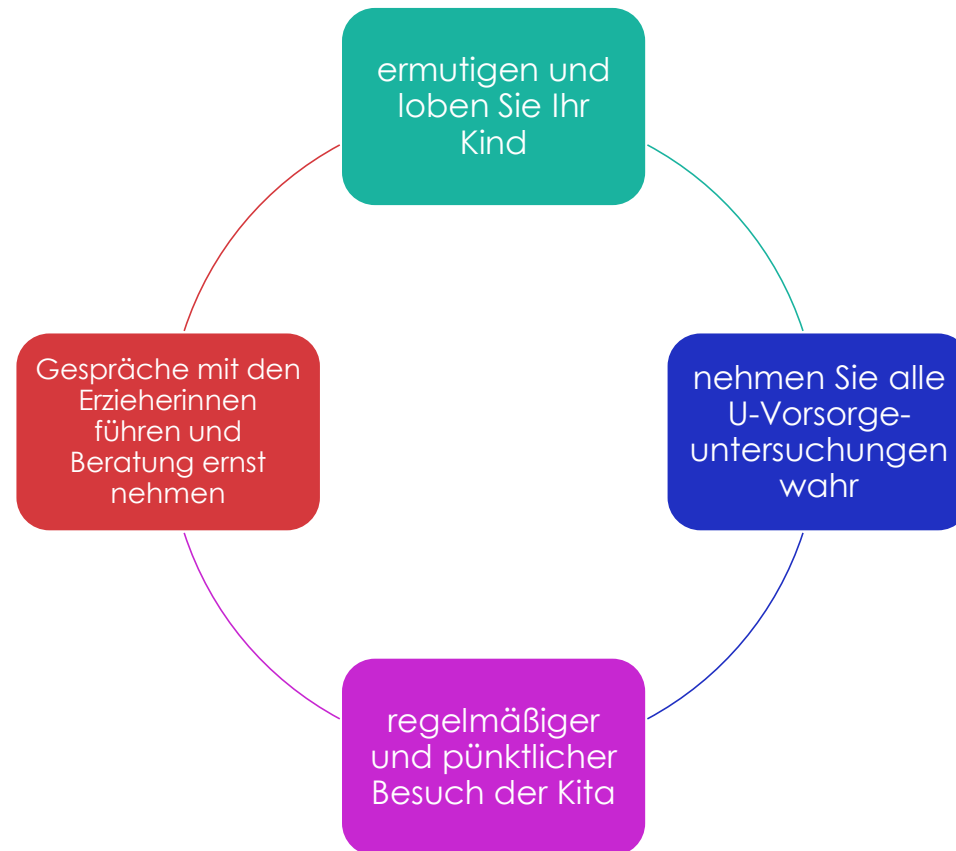 ermutigen und
loben Sie Ihr
Kind
Gespräche mit den
Erzieherinnen
führen und
Beratung ernst
nehmen
nehmen Sie alle
U-Vorsorge-
untersuchungen
wahr
regelmäßiger
und pünktlicher
Besuch der Kita